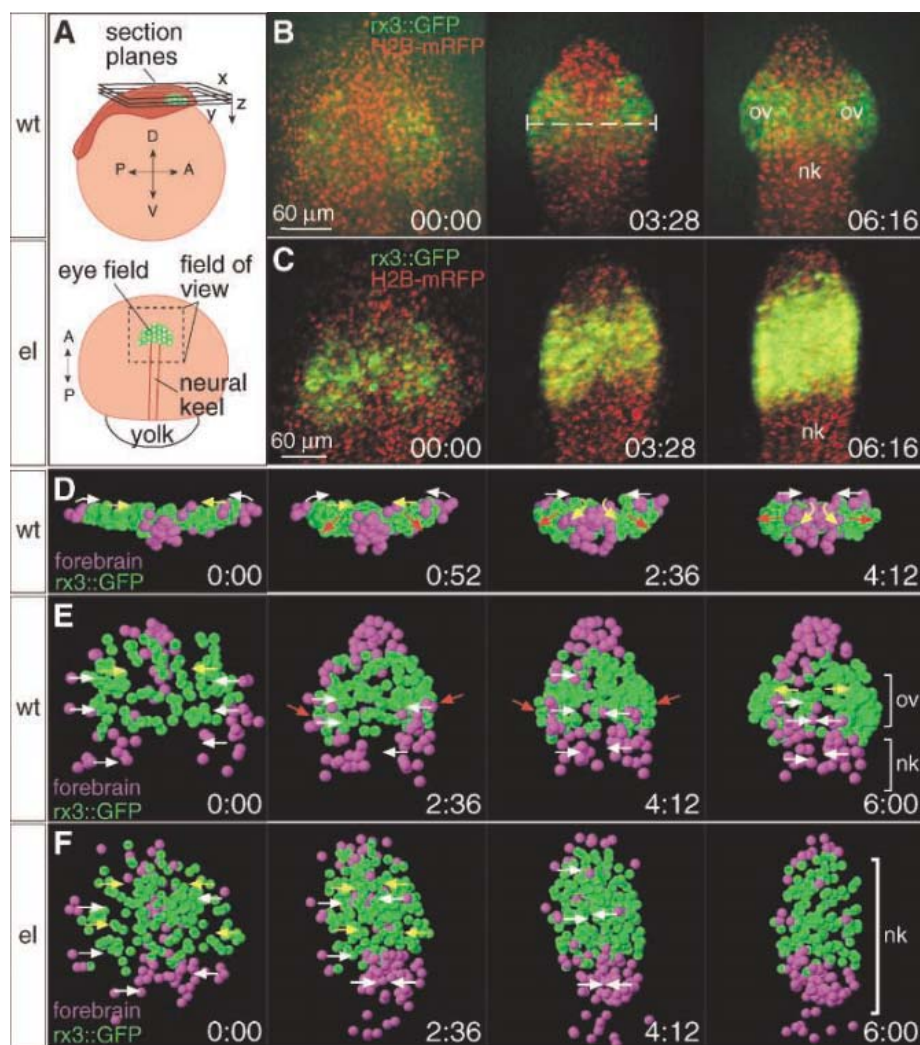 A
section
planes
x
y
z
D
P
A
V
eye field
field of
view
A
P
neural
keel
yolk
wt
B
rx3::GFP
H2B-mRFP
60 µm
00:00
03:28
ov
ov
nk
06:16
el
C
rx3::GFP
H2B-mRFP
60 µm
00:00
03:28
nk
06:16
wt
D
forebrain
rx3::GFP
0:00
0:52
2:36
4:12
wt
E
forebrain
rx3::GFP
0:00
2:36
4:12
ov
nk
6:00
el
F
forebrain
rx3::GFP
0:00
2:36
4:12
nk
6:00